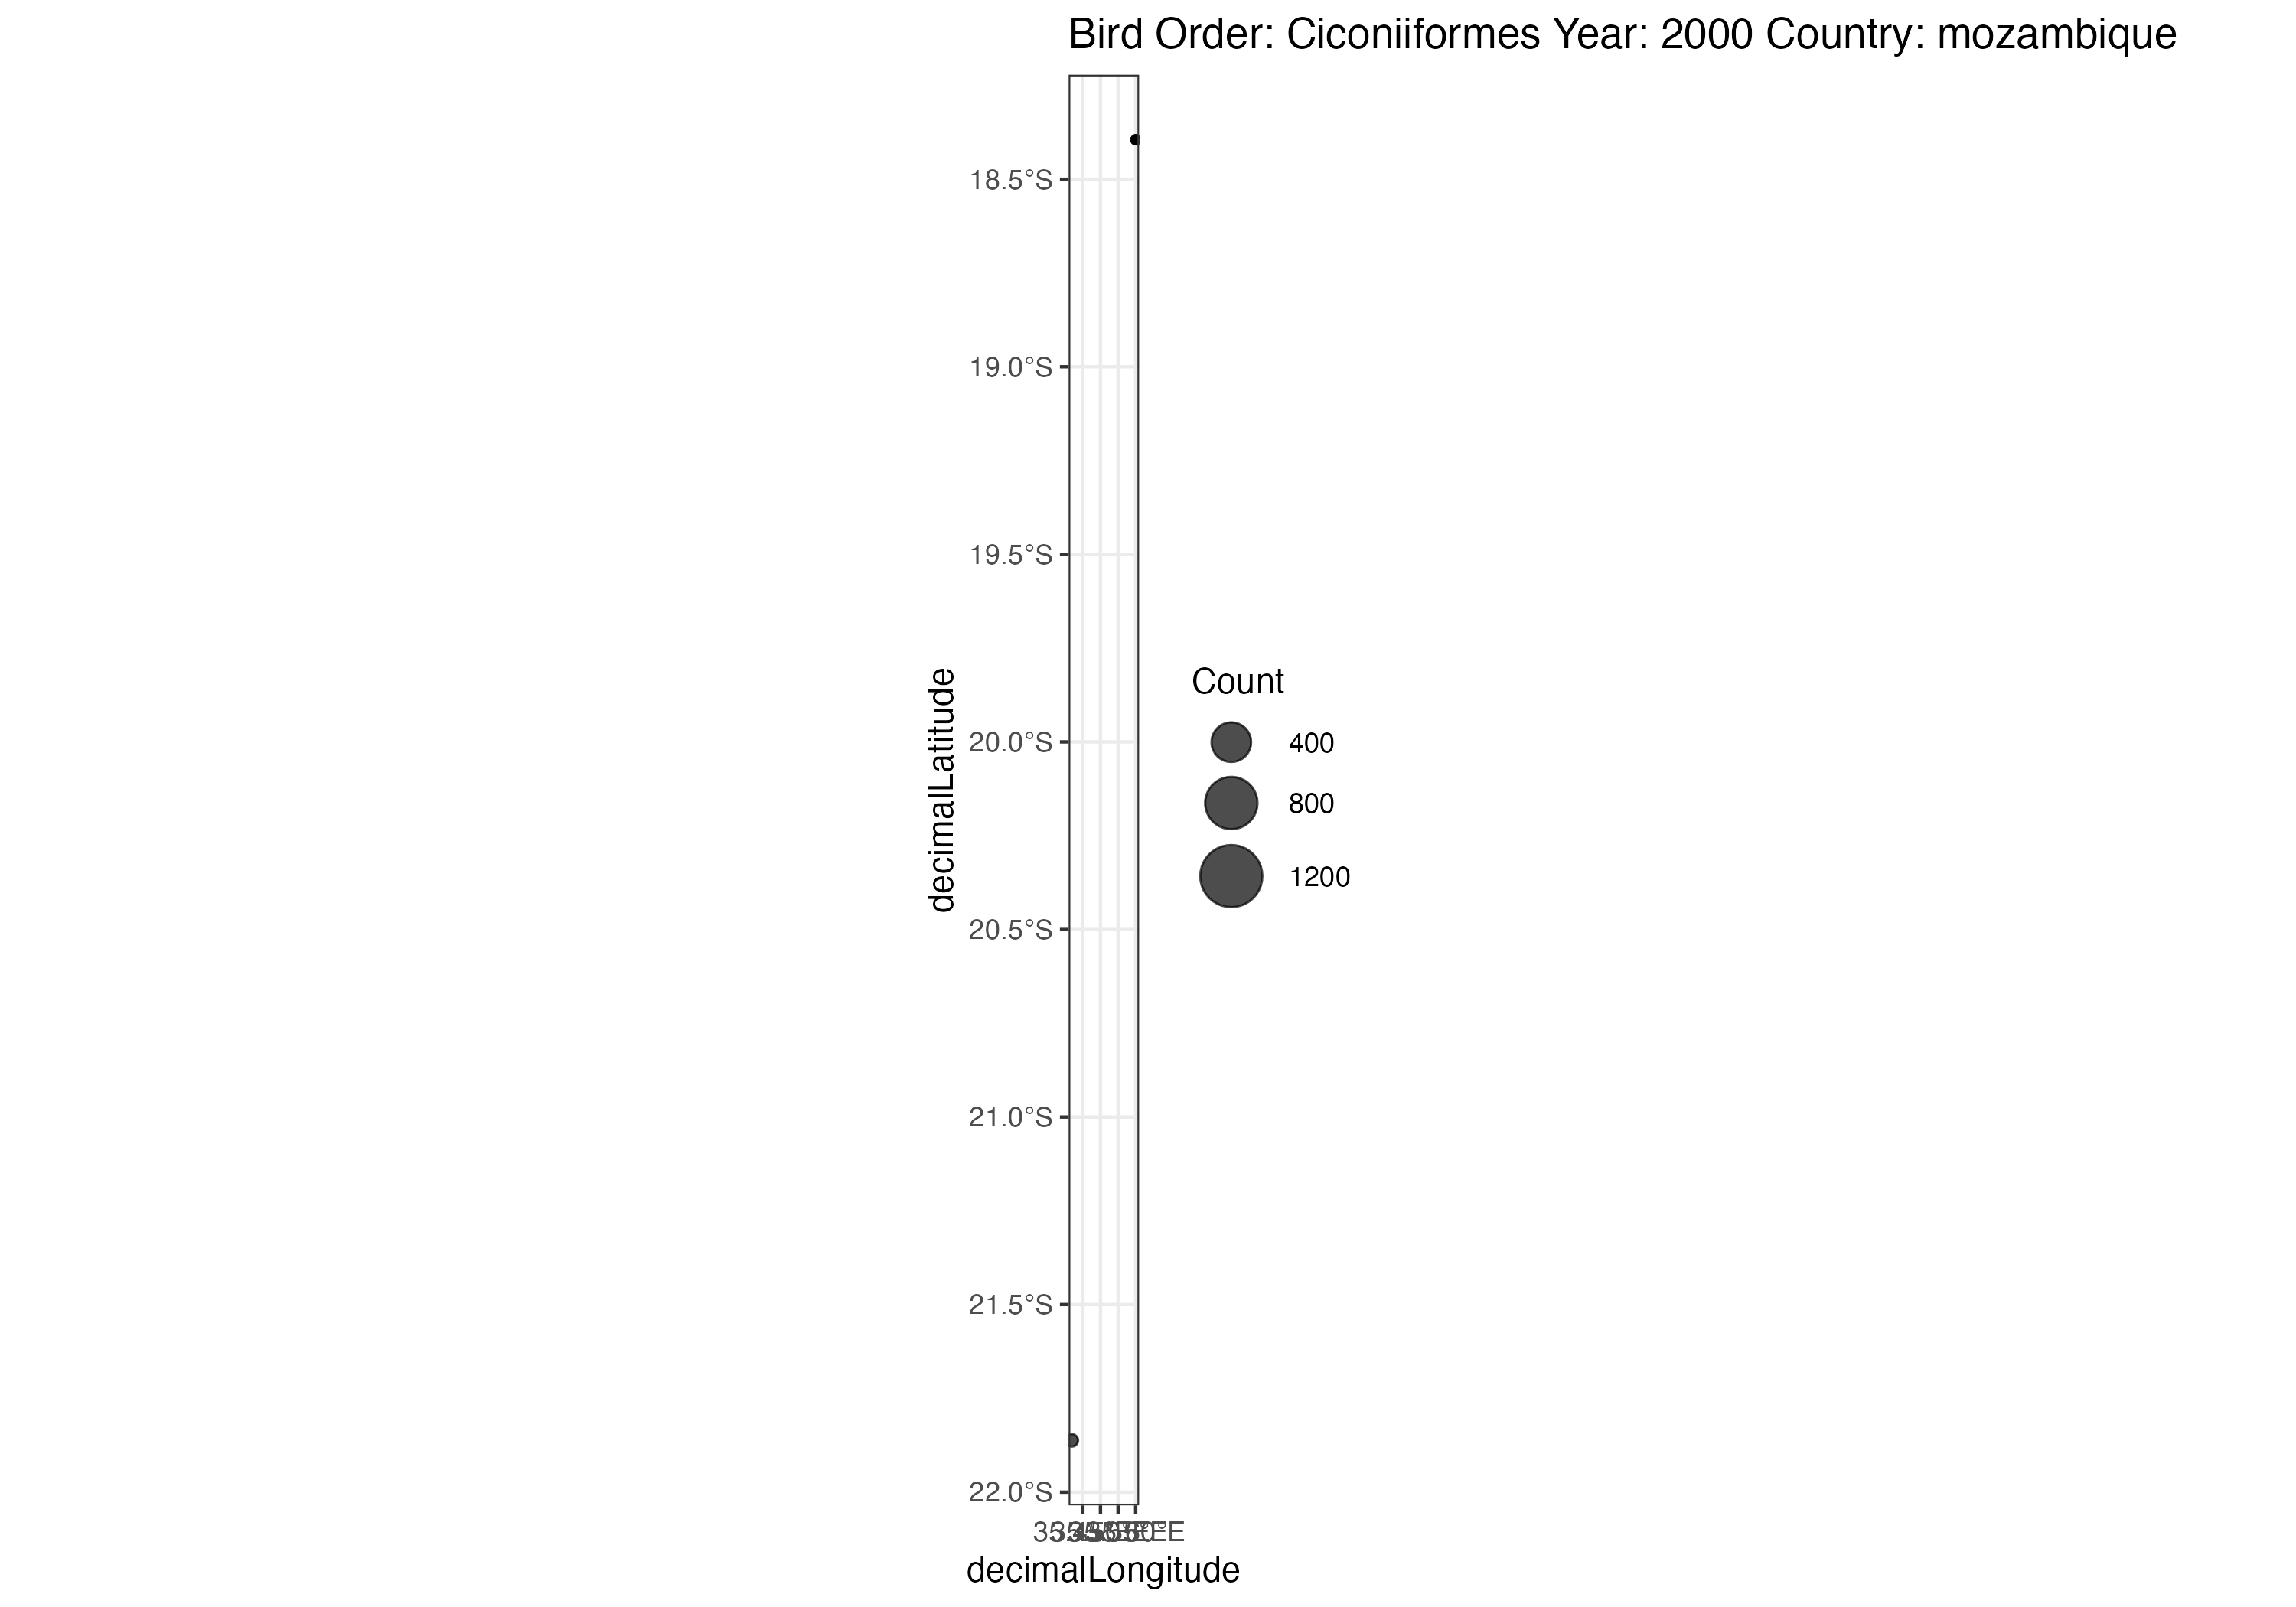 Bird Order: Ciconiiformes Year: 2000 Country: mozambique
18.5°S
19.0°S
19.5°S
decimalLatitude
Count
20.0°S
400
800
1200
20.5°S
21.0°S
21.5°S
22.0°S
decimalLongitude